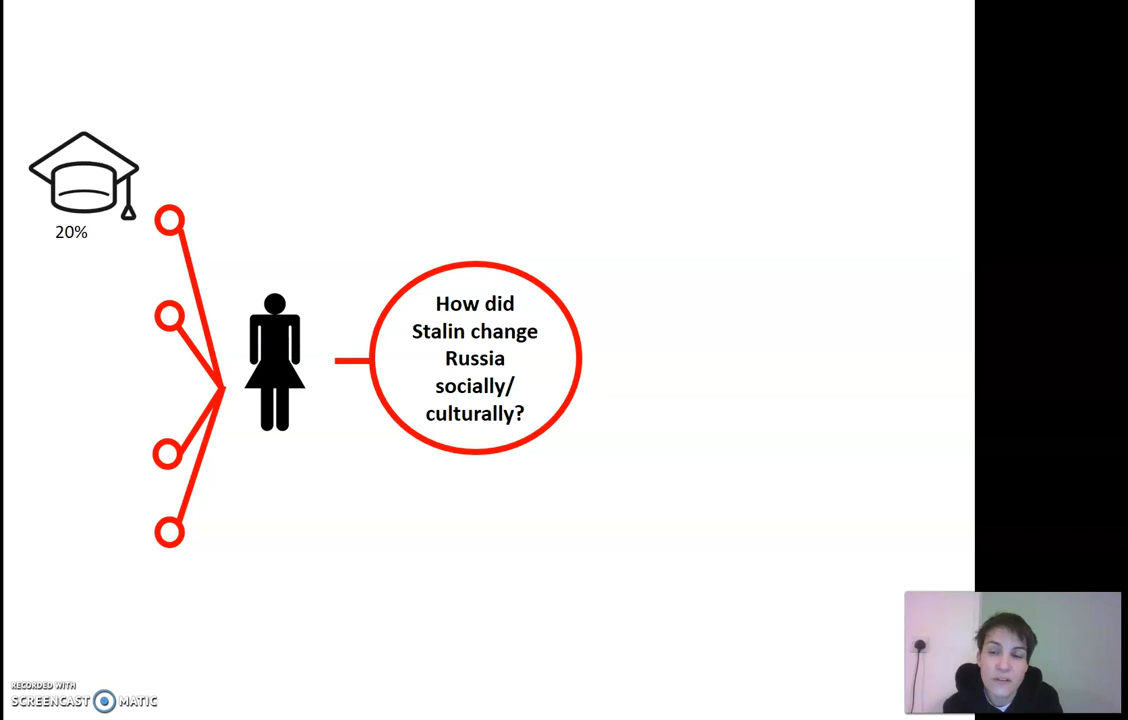 20%
How did
Stalin change
Russia
socially/
culturally?
RECORDED WITH
SCREENCAST MATIC